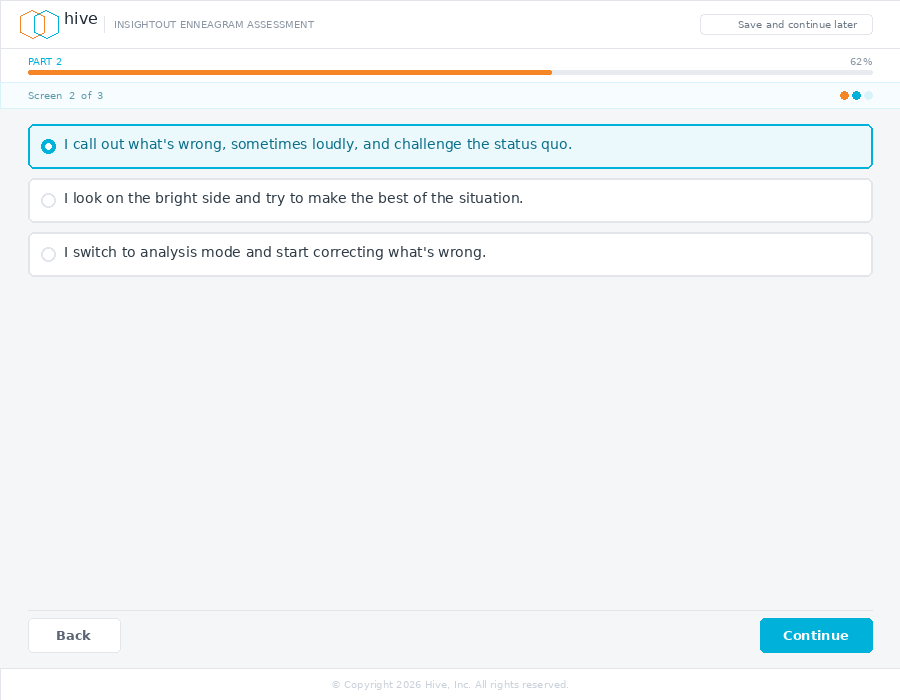 hive
INSIGHTOUT ENNEAGRAM ASSESSMENT
Save and continue later
PART 2
62%
Screen 2 of 3
I call out what's wrong, sometimes loudly, and challenge the status quo.
I look on the bright side and try to make the best of the situation.
I switch to analysis mode and start correcting what's wrong.
Back
Continue
© Copyright 2026 Hive, Inc. All rights reserved.